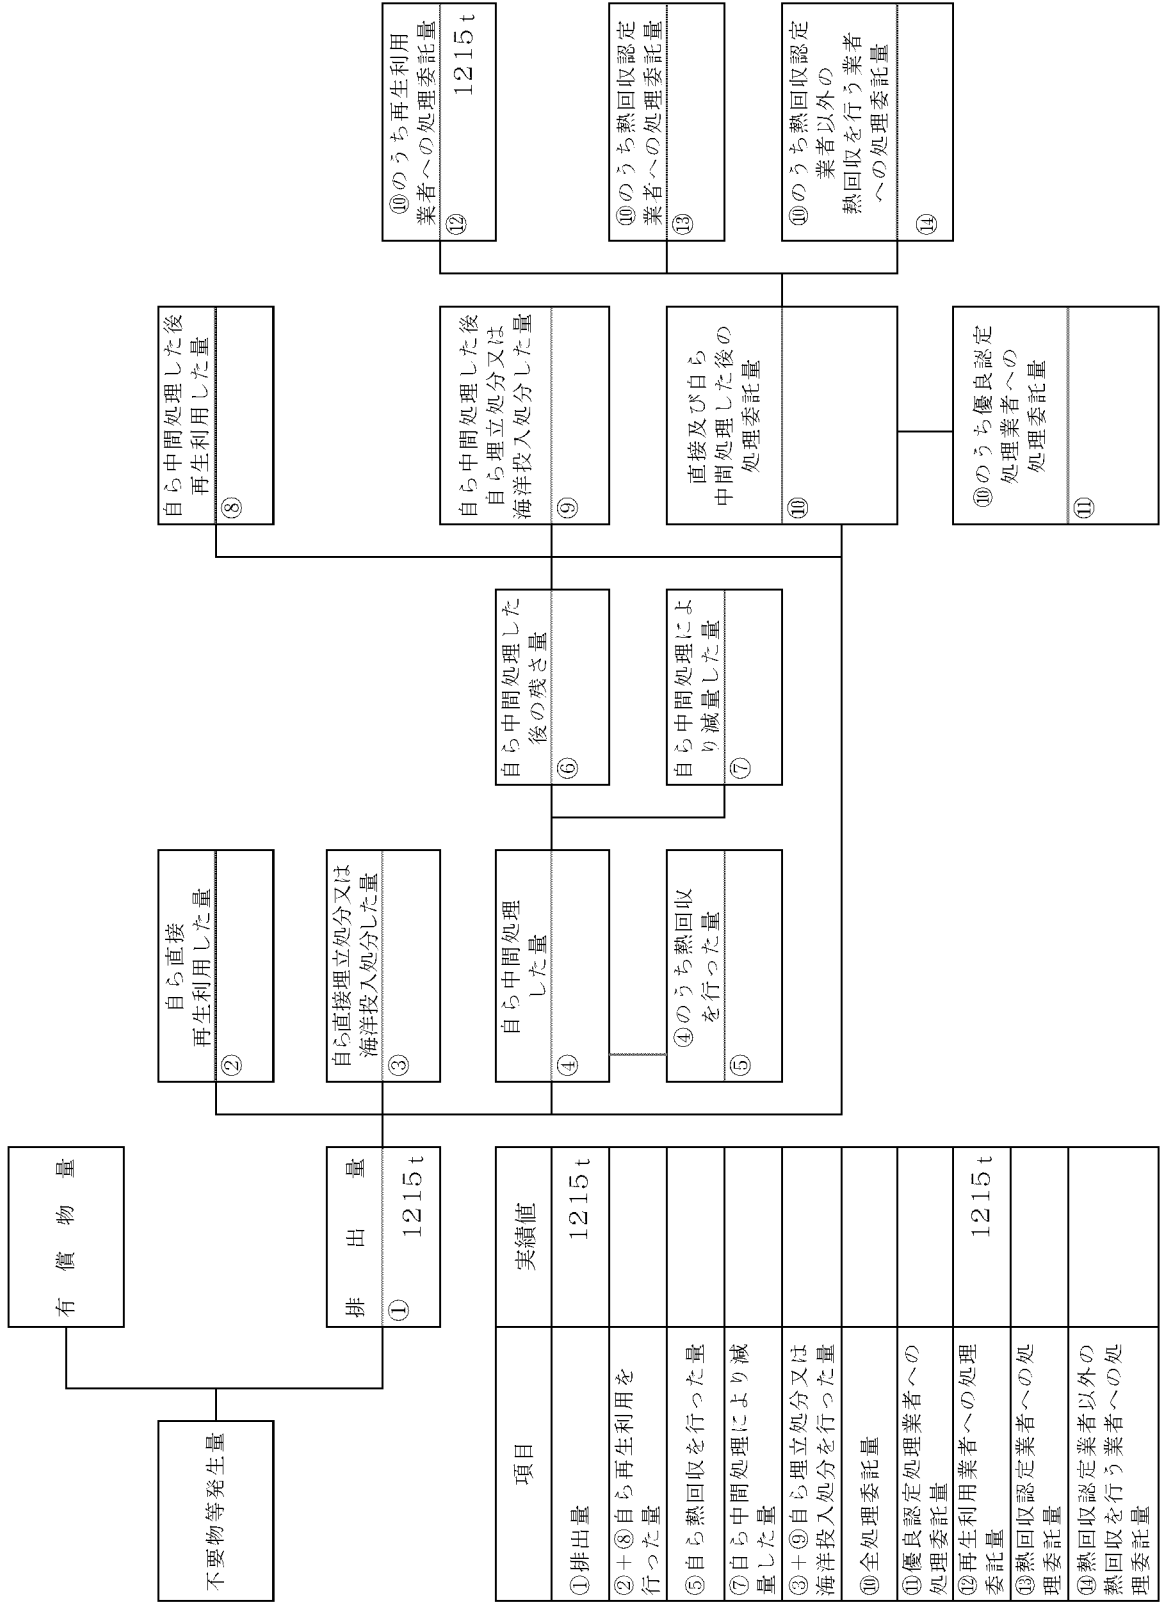 不要物等発生量
有償物量
排出量
① 1215t
自ら直接
再生利用した量
②
自ら直接埋立処分又は
海洋投入処分した量
③
自ら中間処理
した量
④
④のうち熱回収
を行った量
⑤
自ら中間処理した
後の残さ量
⑥
自ら中間処理によ
り減量した量
⑦
自ら中間処理した後
再生利用した量
⑧
自ら中間処理した後
自ら埋立処分又は
海洋投入処分した量
⑨
直接及び自ら
中間処理した後の
処理委託量
⑩
⑩のうち優良認定
処理業者への
処理委託量
⑪
⑩のうち再生利用
業者への処理委託量
⑫ 1215t
⑩のうち熱回収認定
業者への処理委託量
⑬
⑩のうち熱回収認定
業者以外の
熱回収を行う業者
への処理委託量
⑭
項目 実績値
①排出量 1215t
②+⑧自ら再生利用を
行った量
⑤自ら熱回収を行った量
⑦自ら中間処理により減
量した量
③+⑨自ら埋立処分又は
海洋投入処分を行った量
⑩全処理委託量
⑪優良認定処理業者への
処理委託量
⑫再生利用業者への処理
委託量 1215t
⑬熱回収認定業者への処
理委託量
⑭熱回収認定業者以外の
熱回収を行う業者への処
理委託量